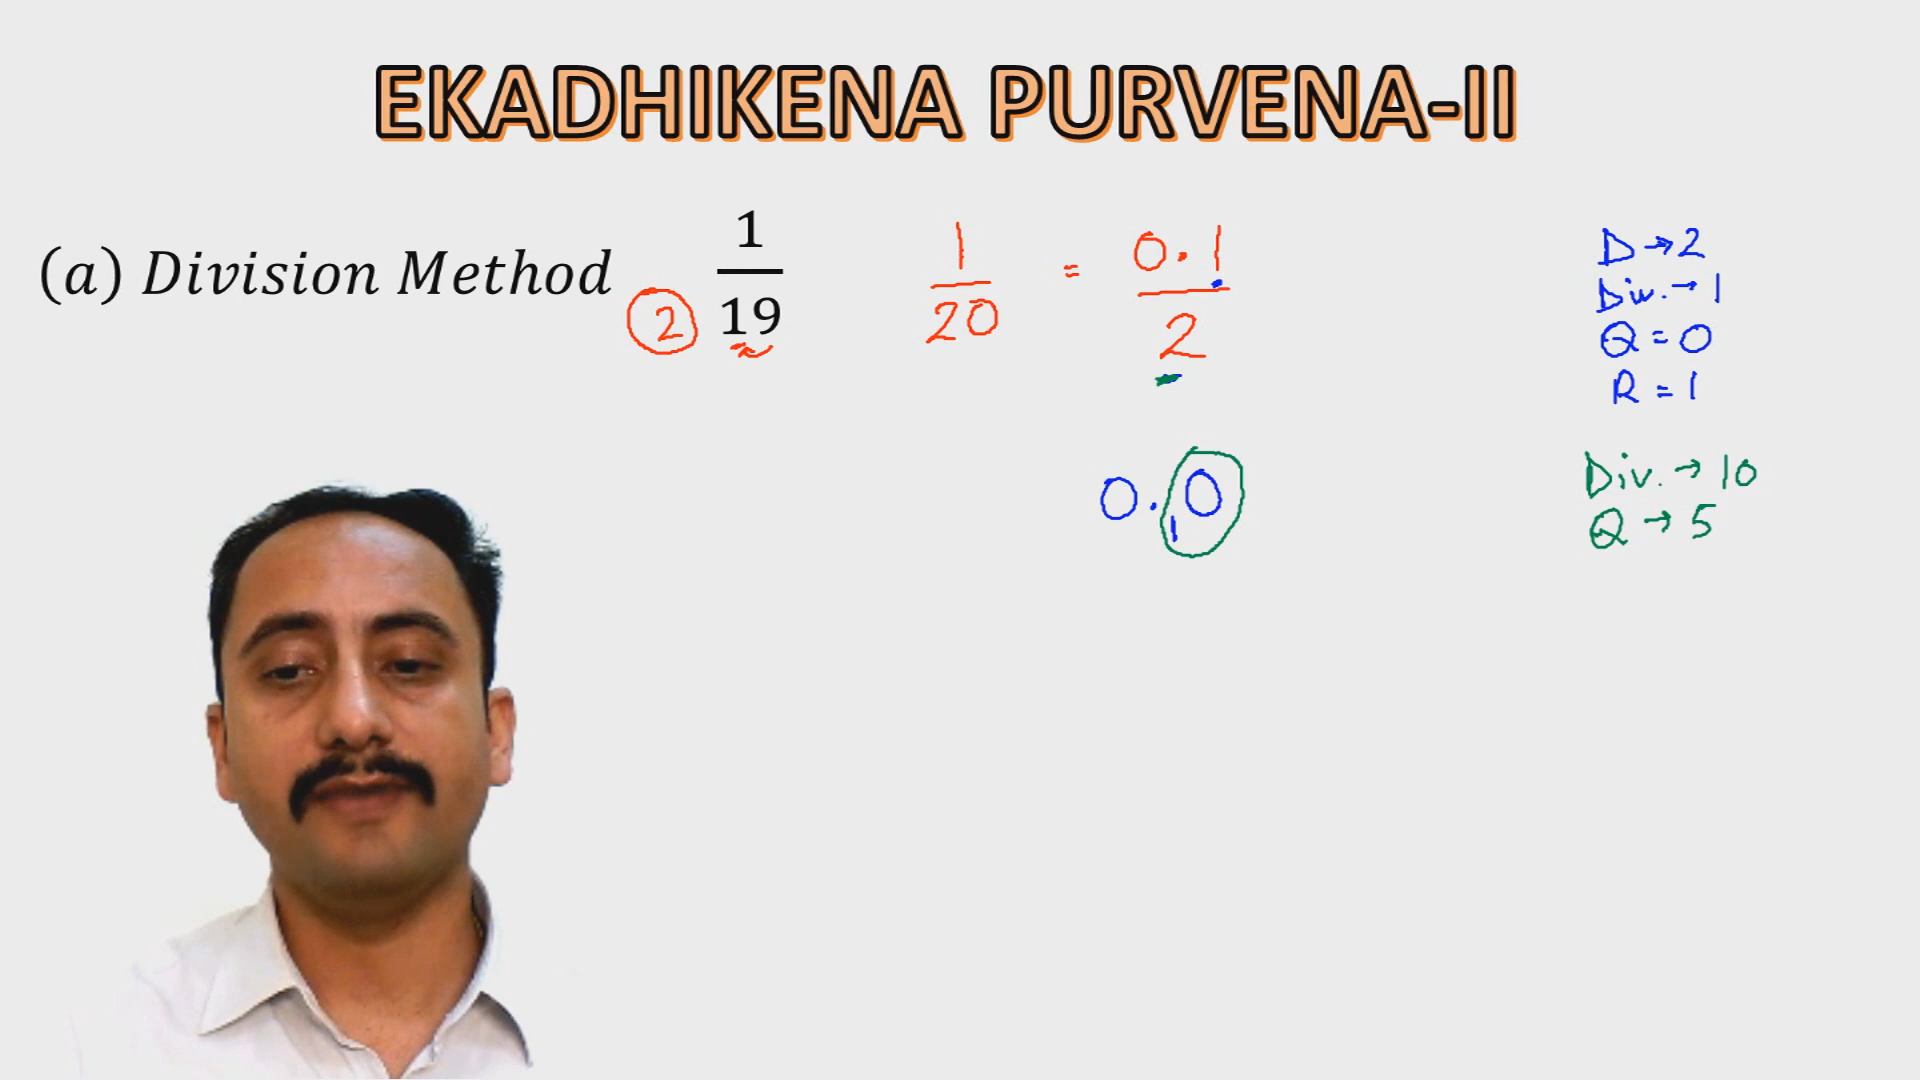 EKADHIKENA PURVENA-II
(a) Division Method 2 1/19 1/20 = 0.1/2
D → 2
Div. → 1
Q = 0
R = 1
0.10
Div. → 10
Q → 5